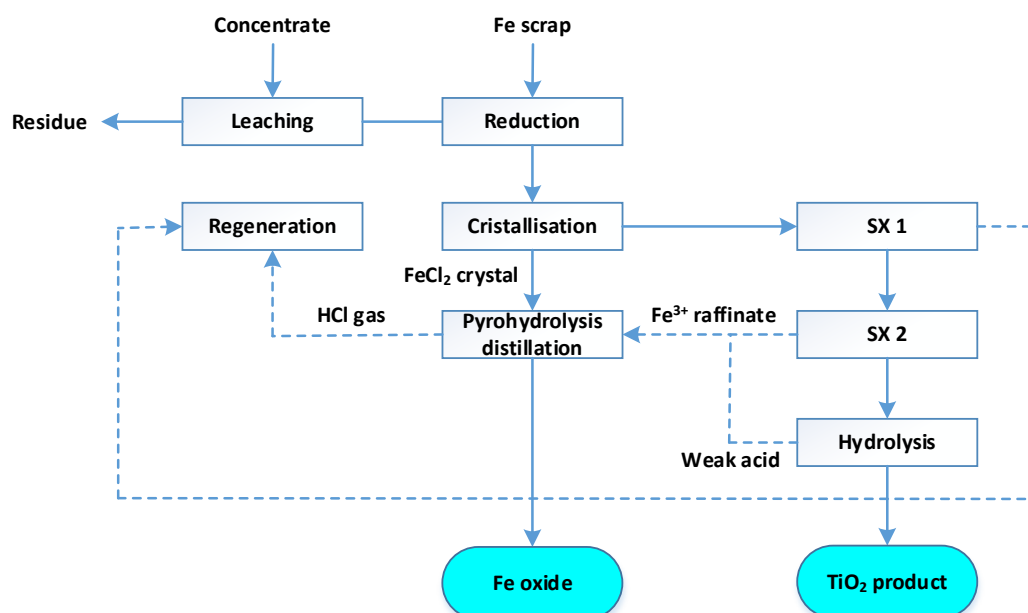 Concentrate
Fe scrap
Residue
Leaching
Reduction
Regeneration
Cristallisation
SX 1
FeCl₂ crystal
HCl gas
Pyrohydrolysis
distillation
Fe³⁺ raffinate
SX 2
Hydrolysis
Weak acid
Fe oxide
TiO₂ product